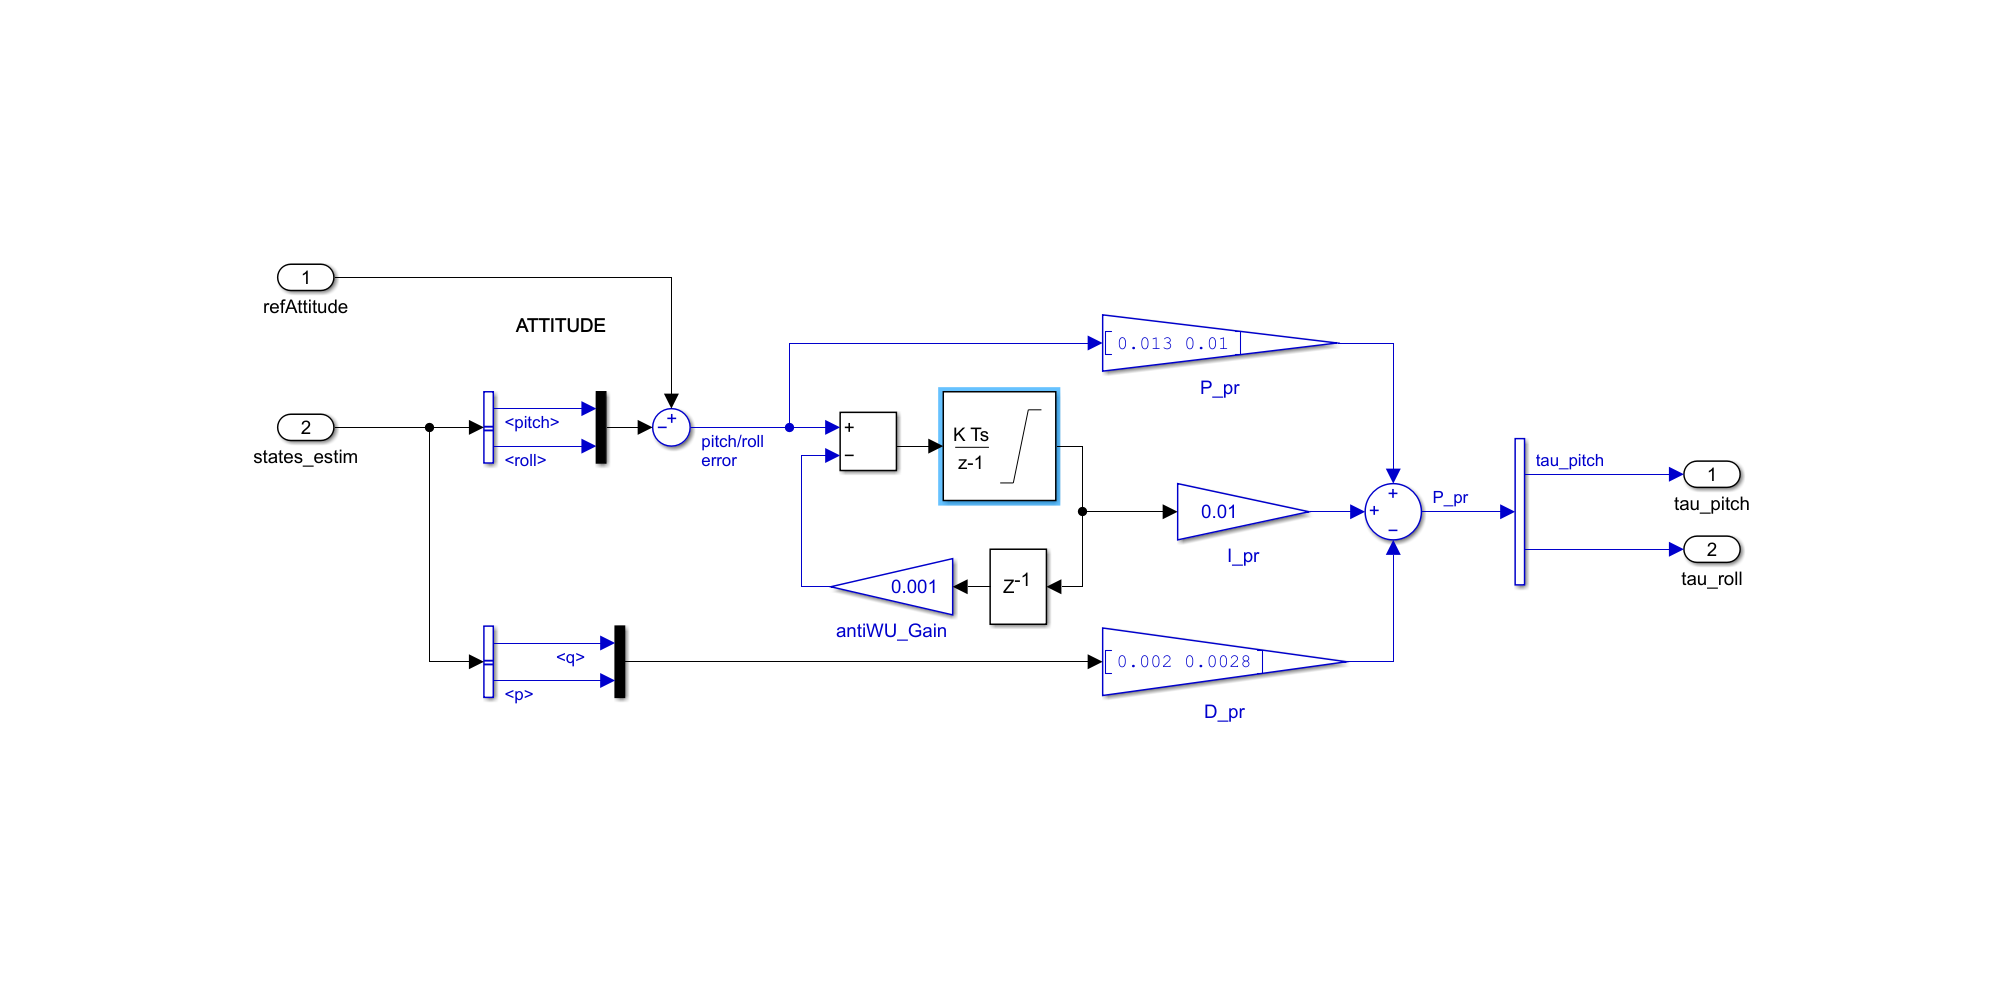 1
refAttitude
ATTITUDE
2
states_estim
<pitch>
<roll>
+
−
pitch/roll
error
+
−
K Ts
z-1
[ 0.013 0.01 ]
P_pr
0.01
I_pr
Z-1
0.001
antiWU_Gain
<q>
<p>
[ 0.002 0.0028 ]
D_pr
+
+
−
P_pr
tau_pitch
1
tau_pitch
2
tau_roll